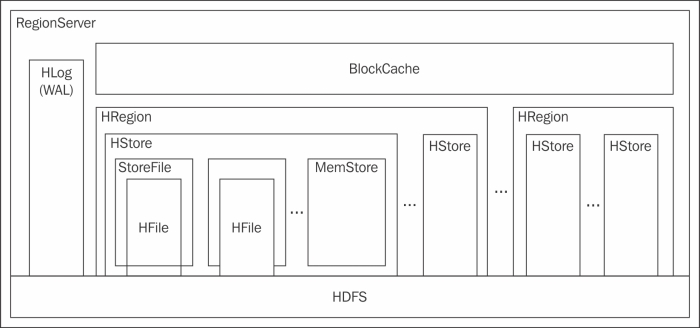 RegionServer
HLog
(WAL)
BlockCache
HRegion
HStore
StoreFile
HFile
HFile
...
MemStore
...
HStore
...
HRegion
HStore
...
HStore
HDFS